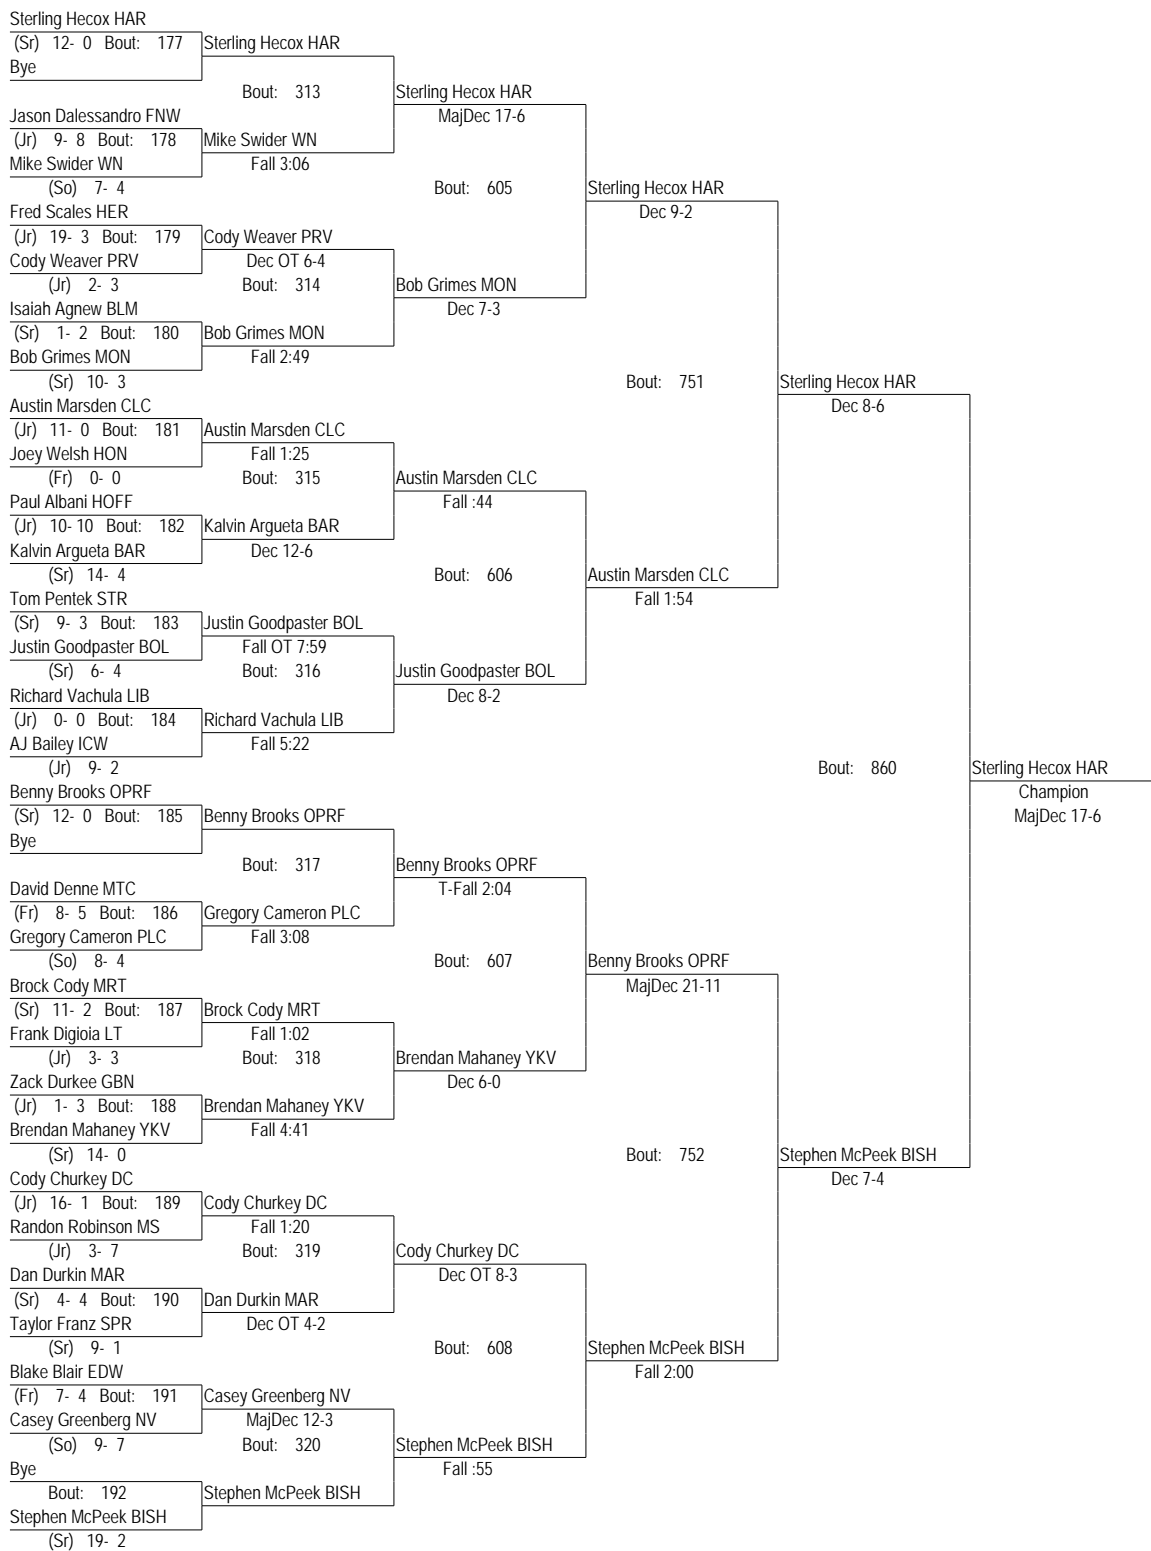 Sterling Hecox HAR
(Sr) 12- 0 Bout: 177 Sterling Hecox HAR
Bye
Bout: 313 Sterling Hecox HAR
Jason Dalessandro FNW MajDec 17-6
(Jr) 9- 8 Bout: 178 Mike Swider WN
Mike Swider WN Fall 3:06
(So) 7- 4 Bout: 605 Sterling Hecox HAR
Fred Scales HER Dec 9-2
(Jr) 19- 3 Bout: 179 Cody Weaver PRV
Cody Weaver PRV Dec OT 6-4
(Jr) 2- 3 Bout: 314 Bob Grimes MON
Isaiah Agnew BLM Dec 7-3
(Sr) 1- 2 Bout: 180 Bob Grimes MON
Bob Grimes MON Fall 2:49
(Sr) 10- 3 Bout: 751 Sterling Hecox HAR
Austin Marsden CLC Dec 8-6
(Jr) 11- 0 Bout: 181 Austin Marsden CLC
Joey Welsh HON Fall 1:25
(Fr) 0- 0 Bout: 315 Austin Marsden CLC
Paul Albani HOFF Fall :44
(Jr) 10- 10 Bout: 182 Kalvin Argueta BAR
Kalvin Argueta BAR Dec 12-6
(Sr) 14- 4 Bout: 606 Austin Marsden CLC
Tom Pentek STR Fall 1:54
(Sr) 9- 3 Bout: 183 Justin Goodpaster BOL
Justin Goodpaster BOL Fall OT 7:59
(Sr) 6- 4 Bout: 316 Justin Goodpaster BOL
Richard Vachula LIB Dec 8-2
(Jr) 0- 0 Bout: 184 Richard Vachula LIB
AJ Bailey ICW Fall 5:22
(Jr) 9- 2 Bout: 860 Sterling Hecox HAR
Benny Brooks OPRF Champion
(Sr) 12- 0 Bout: 185 Benny Brooks OPRF MajDec 17-6
Bye
Bout: 317 Benny Brooks OPRF
David Denne MTC T-Fall 2:04
(Fr) 8- 5 Bout: 186 Gregory Cameron PLC
Gregory Cameron PLC Fall 3:08
(So) 8- 4 Bout: 607 Benny Brooks OPRF
Brock Cody MRT MajDec 21-11
(Sr) 11- 2 Bout: 187 Brock Cody MRT
Frank Digioia LT Fall 1:02
(Jr) 3- 3 Bout: 318 Brendan Mahaney YKV
Zack Durkee GBN Dec 6-0
(Jr) 1- 3 Bout: 188 Brendan Mahaney YKV
Brendan Mahaney YKV Fall 4:41
(Sr) 14- 0 Bout: 752 Stephen McPeek BISH
Cody Churkey DC Dec 7-4
(Jr) 16- 1 Bout: 189 Cody Churkey DC
Randon Robinson MS Fall 1:20
(Jr) 3- 7 Bout: 319 Cody Churkey DC
Dan Durkin MAR Dec OT 8-3
(Sr) 4- 4 Bout: 190 Dan Durkin MAR
Taylor Franz SPR Dec OT 4-2
(Sr) 9- 1 Bout: 608 Stephen McPeek BISH
Blake Blair EDW Fall 2:00
(Fr) 7- 4 Bout: 191 Casey Greenberg NV
Casey Greenberg NV MajDec 12-3
(So) 9- 7 Bout: 320 Stephen McPeek BISH
Bye Fall :55
Bout: 192 Stephen McPeek BISH
Stephen McPeek BISH
(Sr) 19- 2